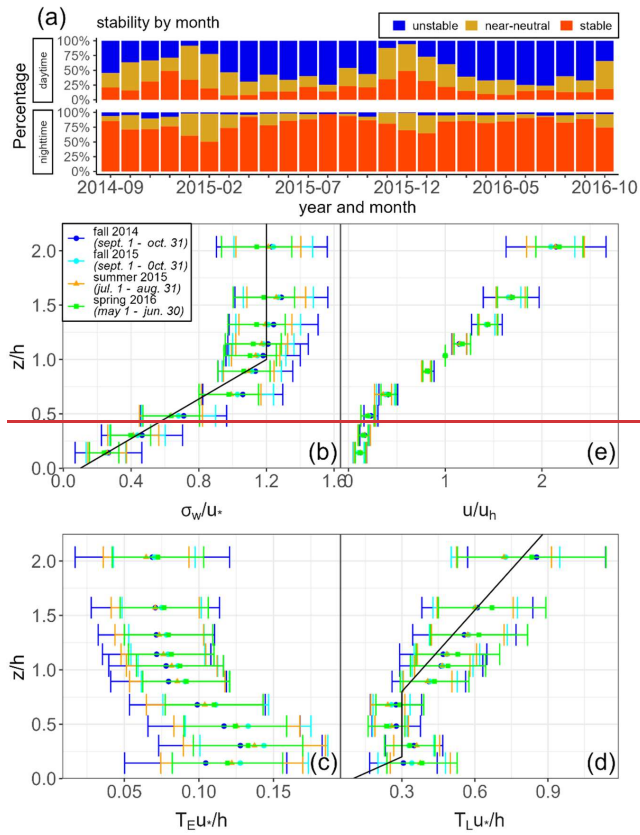 (a) stability by month
unstable near-neutral stable
Percentage
daytime
100%
75%
50%
25%
0%
nighttime
100%
75%
50%
25%
0%
2014-09 2015-02 2015-07 2015-12 2016-05 2016-10
year and month
fall 2014
(sept. 1 - oct. 31)
fall 2015
(sept. 1 - 0ct. 31)
summer 2015
(jul. 1 - aug. 31)
spring 2016
(may 1 - jun. 30)
z/h
2.0
1.5
1.0
0.5
0.0
(b) (e)
0.0 0.4 0.8 1.2 1.6 0 1 2
σw/u* u/uh
z/h
2.0
1.5
1.0
0.5
0.0
(c) (d)
0.05 0.10 0.15 0.3 0.6 0.9
TEu*/h TLu*/h